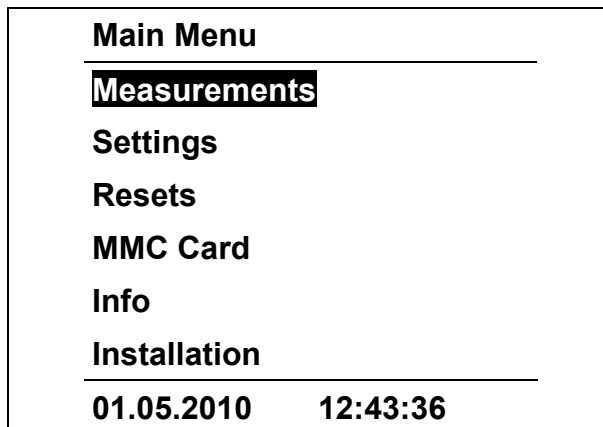 Main Menu
Measurements
Settings
Resets
MMC Card
Info
Installation
01.05.2010 12:43:36